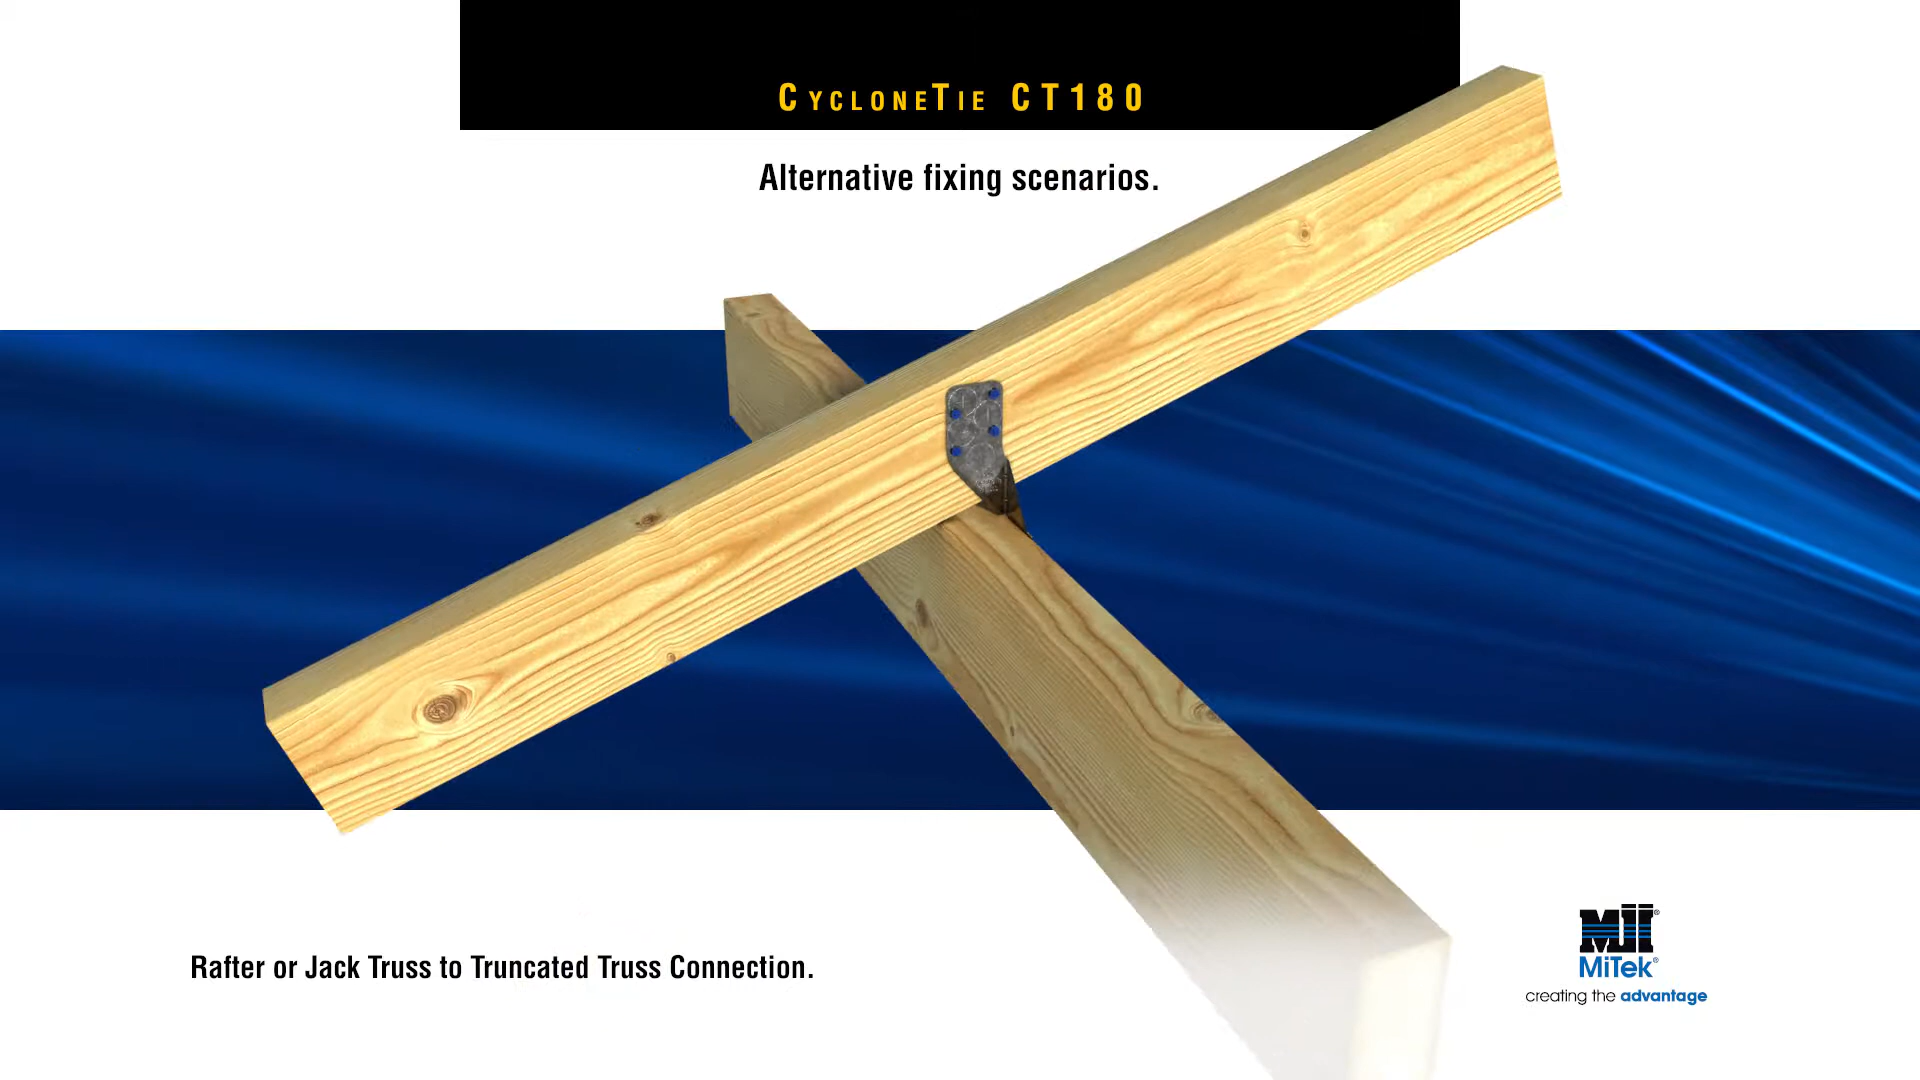 CYCLONETIE CT180
Alternative fixing scenarios.
Rafter or Jack Truss to Truncated Truss Connection.
MiTek®
creating the advantage